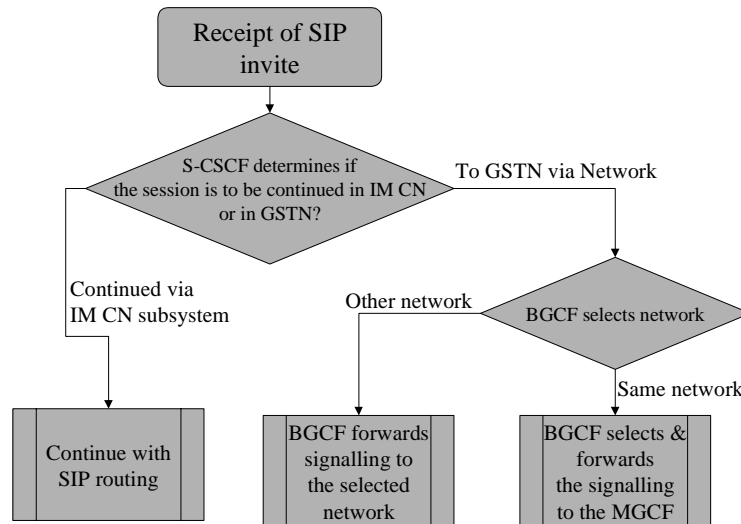 Receipt of SIP
invite
S-CSCF determines if
the session is to be continued in IM CN
or in GSTN?
To GSTN via Network
Continued via
IM CN subsystem
Other network
BGCF selects network
Same network
Continue with
SIP routing
BGCF forwards
signalling to
the selected
network
BGCF selects &
forwards
the signalling
to the MGCF